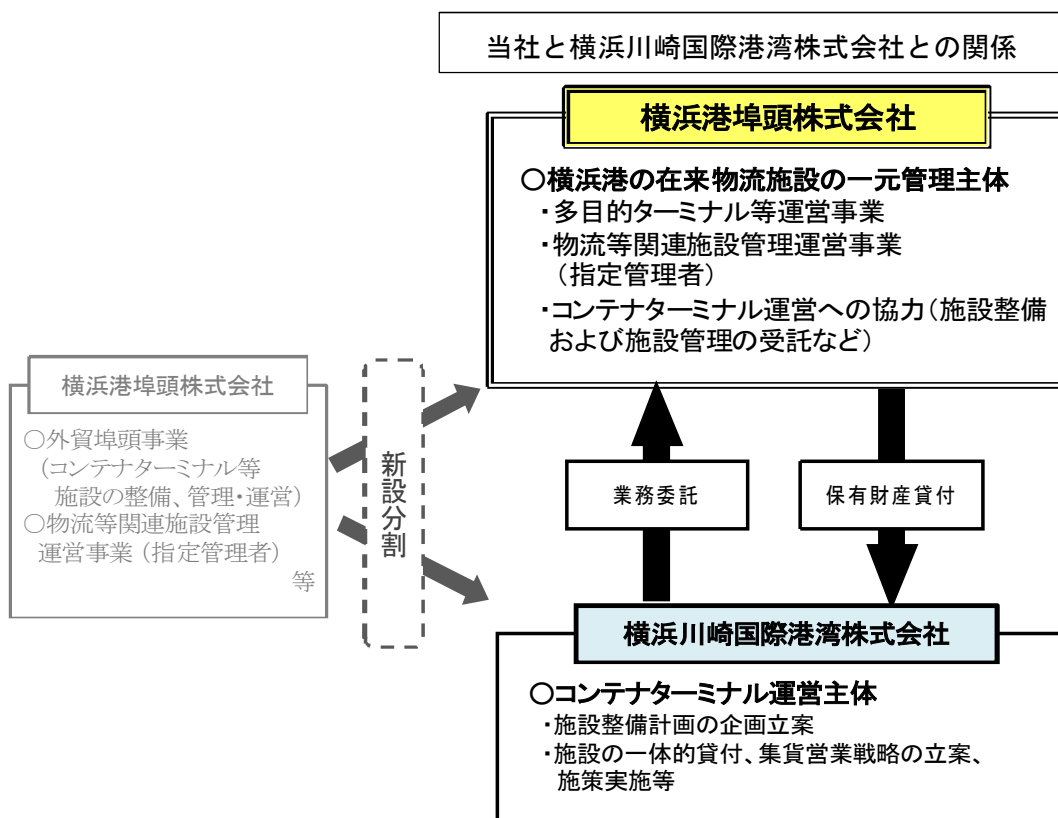 当社と横浜川崎国際港湾株式会社との関係
横浜港埠頭株式会社
○横浜港の在来物流施設の一元管理主体
・多目的ターミナル等運営事業
・物流等関連施設管理運営事業
（指定管理者）
・コンテナターミナル運営への協力（施設整備
および施設管理の受託など）
横浜港埠頭株式会社
○外貿埠頭事業
（コンテナターミナル等
施設の整備、管理・運営）
○物流等関連施設管理
運営事業（指定管理者）
等
新設分割
業務委託
保有財産貸付
横浜川崎国際港湾株式会社
○コンテナターミナル運営主体
・施設整備計画の企画立案
・施設の一体的貸付、集貨営業戦略の立案、
施策実施等